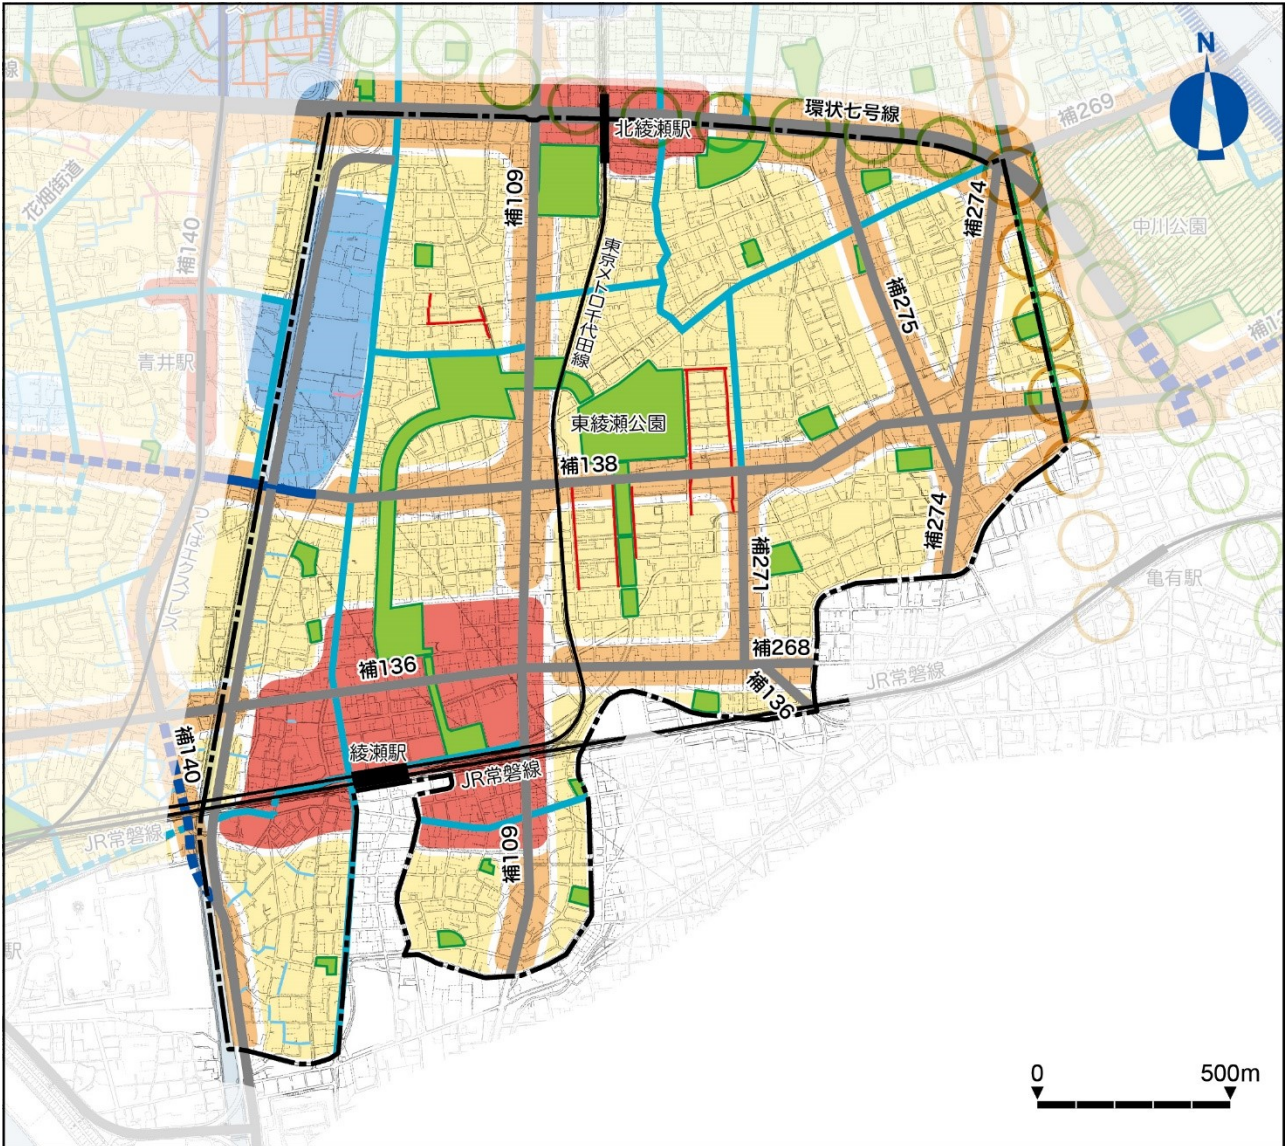 N
環状七号線
補269
北綾瀬駅
花畑街道
補109
補274
中川公園
補140
東京メトロ千代田線
補275
青井駅
東綾瀬公園
補138
補274
補271
つくばエクスプレス
亀有駅
補268
補136
補136
JR常磐線
補140
綾瀬駅
JR常磐線
JR常磐線
補109
駅
0
500m